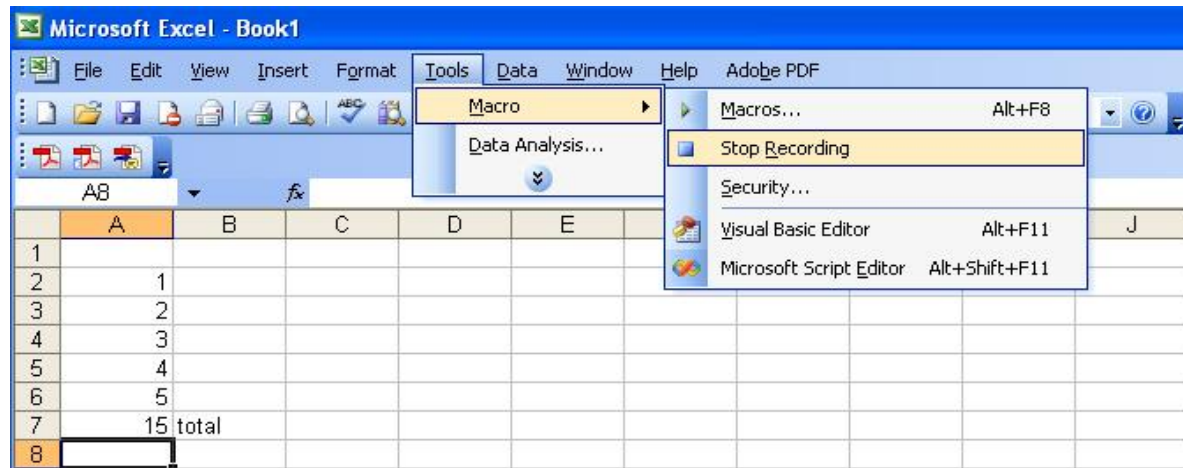 Microsoft Excel - Book1
File Edit View Insert Format Tools Data Window Help Adobe PDF
ABC
Macro
Data Analysis...
Macros... Alt+F8
Stop Recording
Security...
Visual Basic Editor Alt+F11
Microsoft Script Editor Alt+Shift+F11
A8 fx
A B C D E J
1
2 1
3 2
4 3
5 4
6 5
7 15 total
8